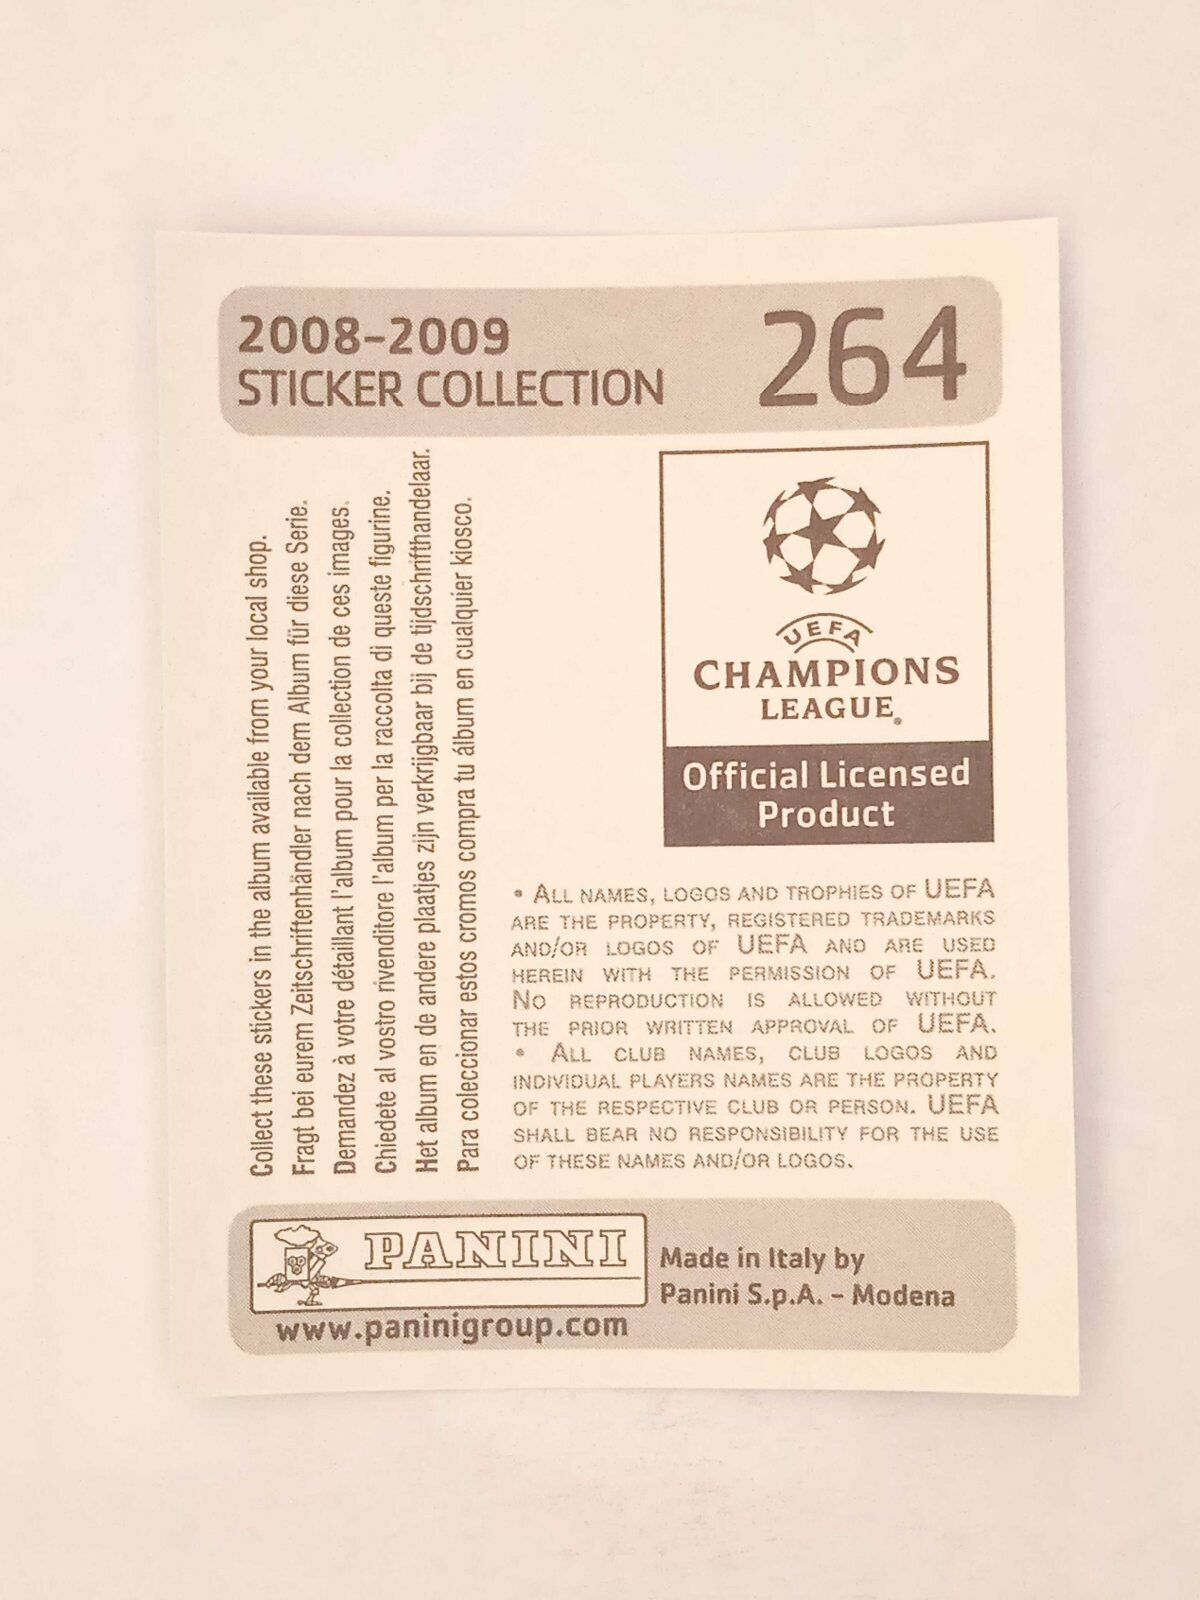 2008-2009
STICKER COLLECTION
264
Collect these stickers in the album available from your local shop.
Fragt bei eurem Zeitschriftenhändler nach dem Album für diese Serie.
Demandez à votre détaillant l'album pour la collection de ces images.
Chiedete al vostro rivenditore l'album per la raccolta di queste figurine.
Het album en de andere plaatjes zijn verkrijgbaar bij de tijdschrifthandelaar.
Para coleccionar estos cromos compra tu álbum en cualquier kiosco.
UEFA
CHAMPIONS
LEAGUE®
Official Licensed
Product
• ALL NAMES, LOGOS AND TROPHIES OF UEFA
ARE THE PROPERTY, REGISTERED TRADEMARKS
AND/OR LOGOS OF UEFA AND ARE USED
HEREIN WITH THE PERMISSION OF UEFA.
NO REPRODUCTION IS ALLOWED WITHOUT
THE PRIOR WRITTEN APPROVAL OF UEFA.
• ALL CLUB NAMES, CLUB LOGOS AND
INDIVIDUAL PLAYERS NAMES ARE THE PROPERTY
OF THE RESPECTIVE CLUB OR PERSON. UEFA
SHALL BEAR NO RESPONSIBILITY FOR THE USE
OF THESE NAMES AND/OR LOGOS.
PANINI
www.paninigroup.com
Made in Italy by
Panini S.p.A. - Modena